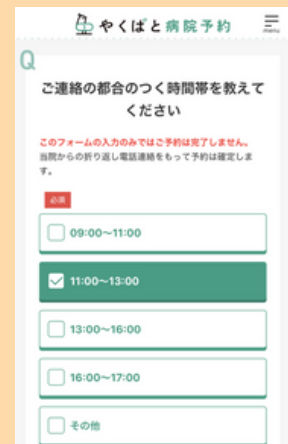 やくばと病院予約
menu
Q
ご連絡の都合のつく時間帯を教えて
ください
このフォームの入力のみではご予約は完了しません。
当院からの折り返し電話連絡をもって予約は確定しま
す。
必須
09:00〜11:00
11:00〜13:00
13:00〜16:00
16:00〜17:00
その他